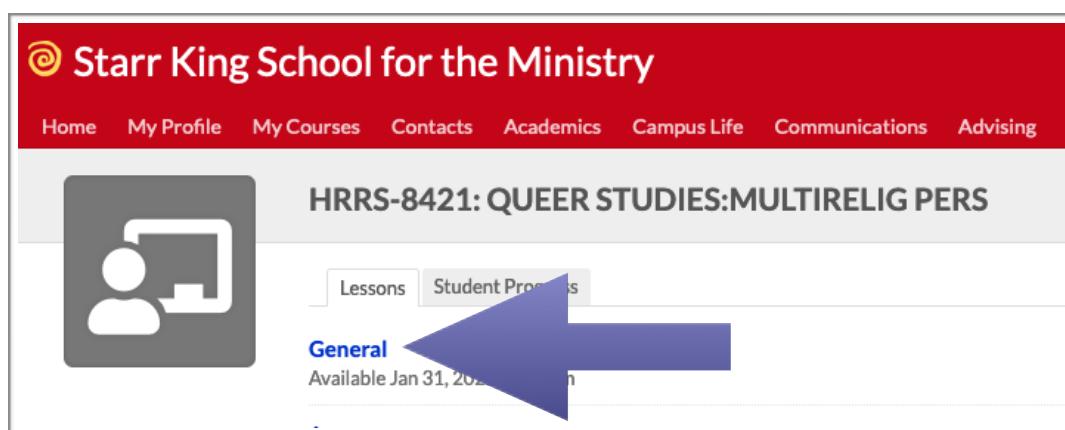 Starr King School for the Ministry
Home My Profile My Courses Contacts Academics Campus Life Communications Advising
HRRS-8421: QUEER STUDIES:MULTIRELIG PERS
Lessons Student
General
Available Jan 31,